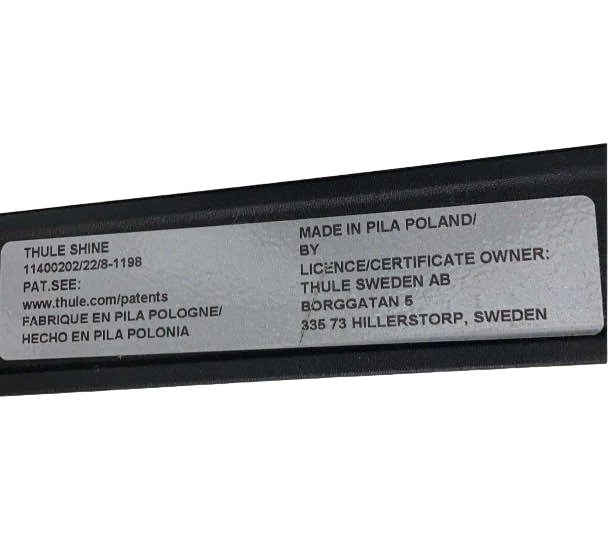 THULE SHINE
11400202/22/8-1198
PAT.SEE:
www.thule.com/patents
FABRIQUE EN PILA POLOGNE/
HECHO EN PILA POLONIA
MADE IN PILA POLAND/
BY
LICENCE/CERTIFICATE OWNER:
THULE SWEDEN AB
BORGGATAN 5
335 73 HILLERSTORP, SWEDEN